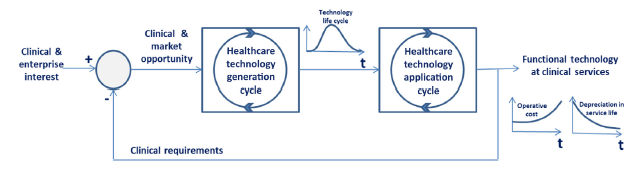 Clinical &
enterprise
interest
+
-
Clinical &
market
opportunity
Healthcare
technology
generation
cycle
Technology
life cycle
t
Healthcare
technology
application
cycle
Functional technology
at clinical services
Operative
cost
t
Depreciation in
service life
t
Clinical requirements